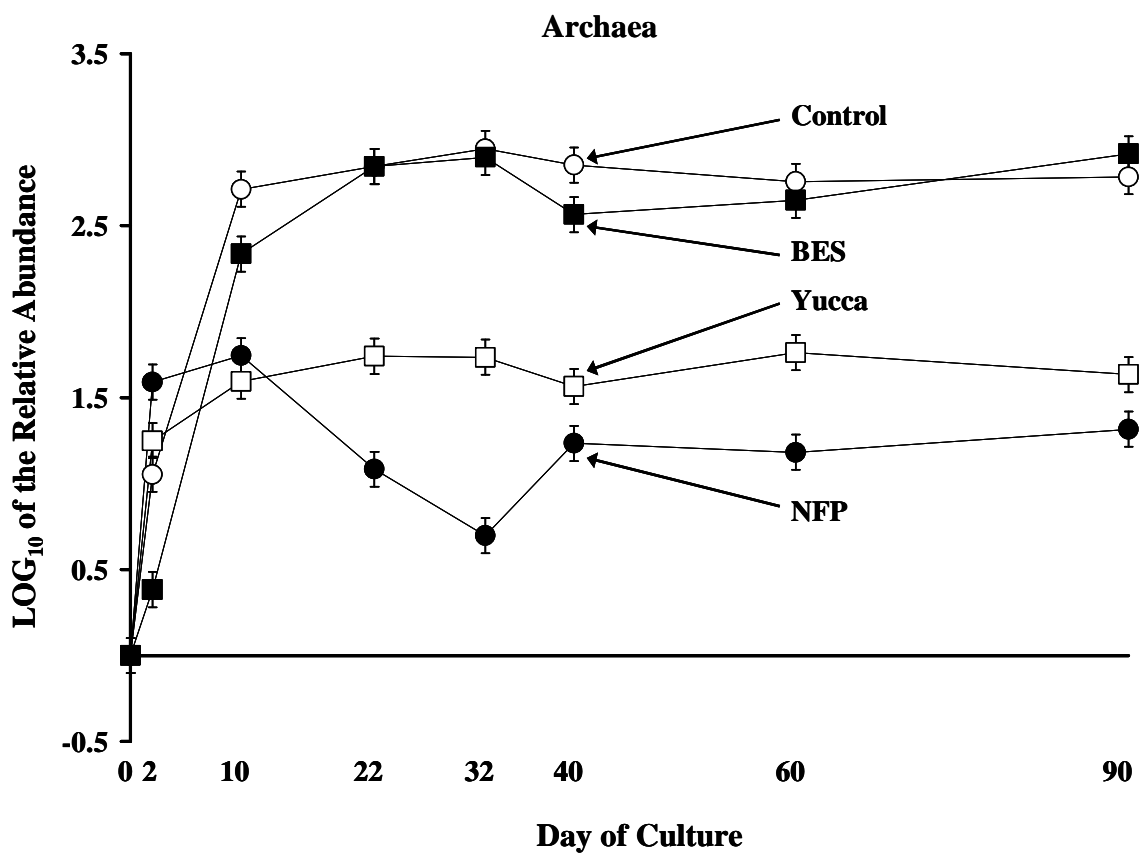 Archaea
3.5
2.5
1.5
0.5
-0.5
LOG10 of the Relative Abundance
Control
BES
Yucca
NFP
0 2 10 22 32 40 60 90
Day of Culture